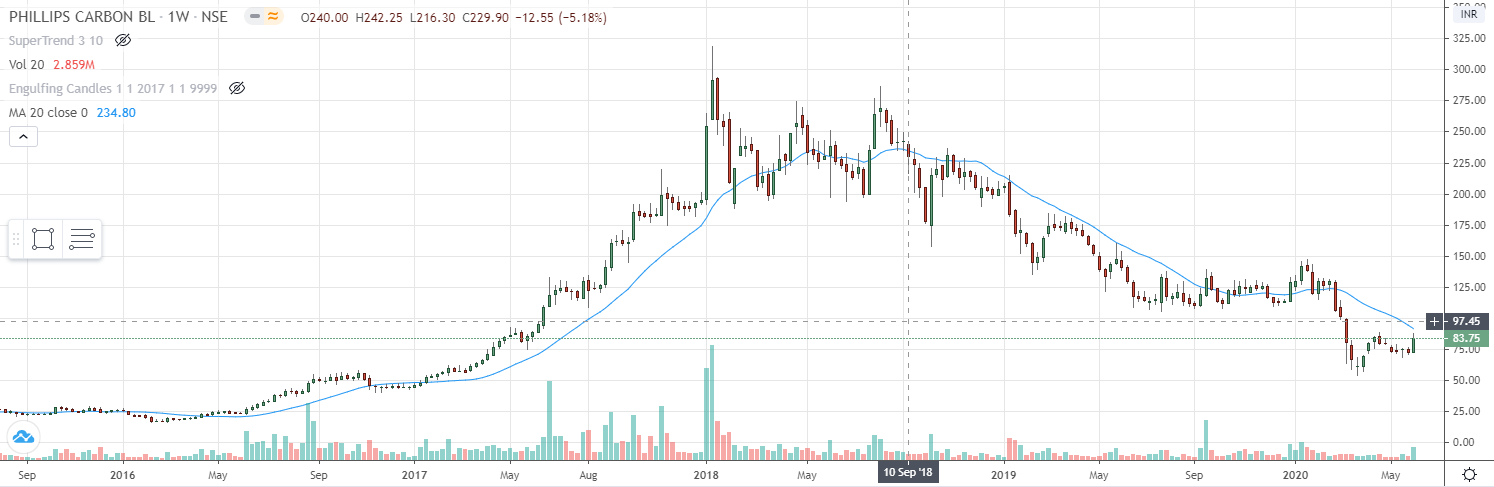 PHILLIPS CARBON BL · 1W · NSE O240.00 H242.25 L216.30 C229.90 −12.55 (−5.18%)
SuperTrend 3 10
Vol 20 2.859M
Engulfing Candles 1 1 2017 1 1 9999
MA 20 close 0 234.80
INR
325.00
300.00
275.00
250.00
225.00
200.00
175.00
150.00
125.00
97.45
83.75
75.00
50.00
25.00
0.00
Sep 2016 May Sep 2017 May Aug 2018 May 10 Sep '18 2019 May Sep 2020 May